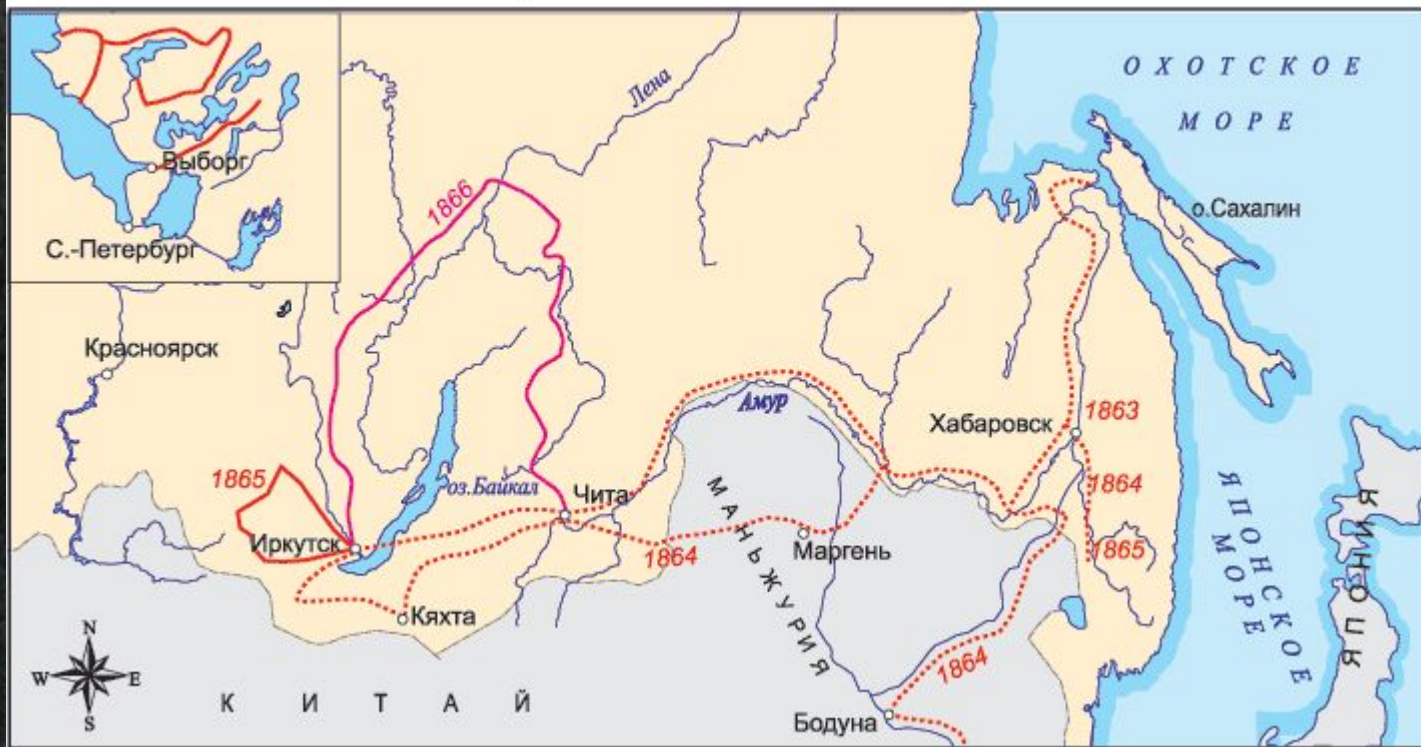 Выборг
С.-Петербург
Лена
ОХОТСКОЕ
МОРЕ
о.Сахалин
1866
Красноярск
Амур
Хабаровск
1863
1865
оз.Байкал
Чита
1864
Иркутск
МАНЬЖУРИЯ
Маргень
1864
1865
ЯПОНСКОЕ
МОРЕ
ЯПОНИЯ
Кяхта
1864
N
W
E
S
КИТАЙ
Бодуна